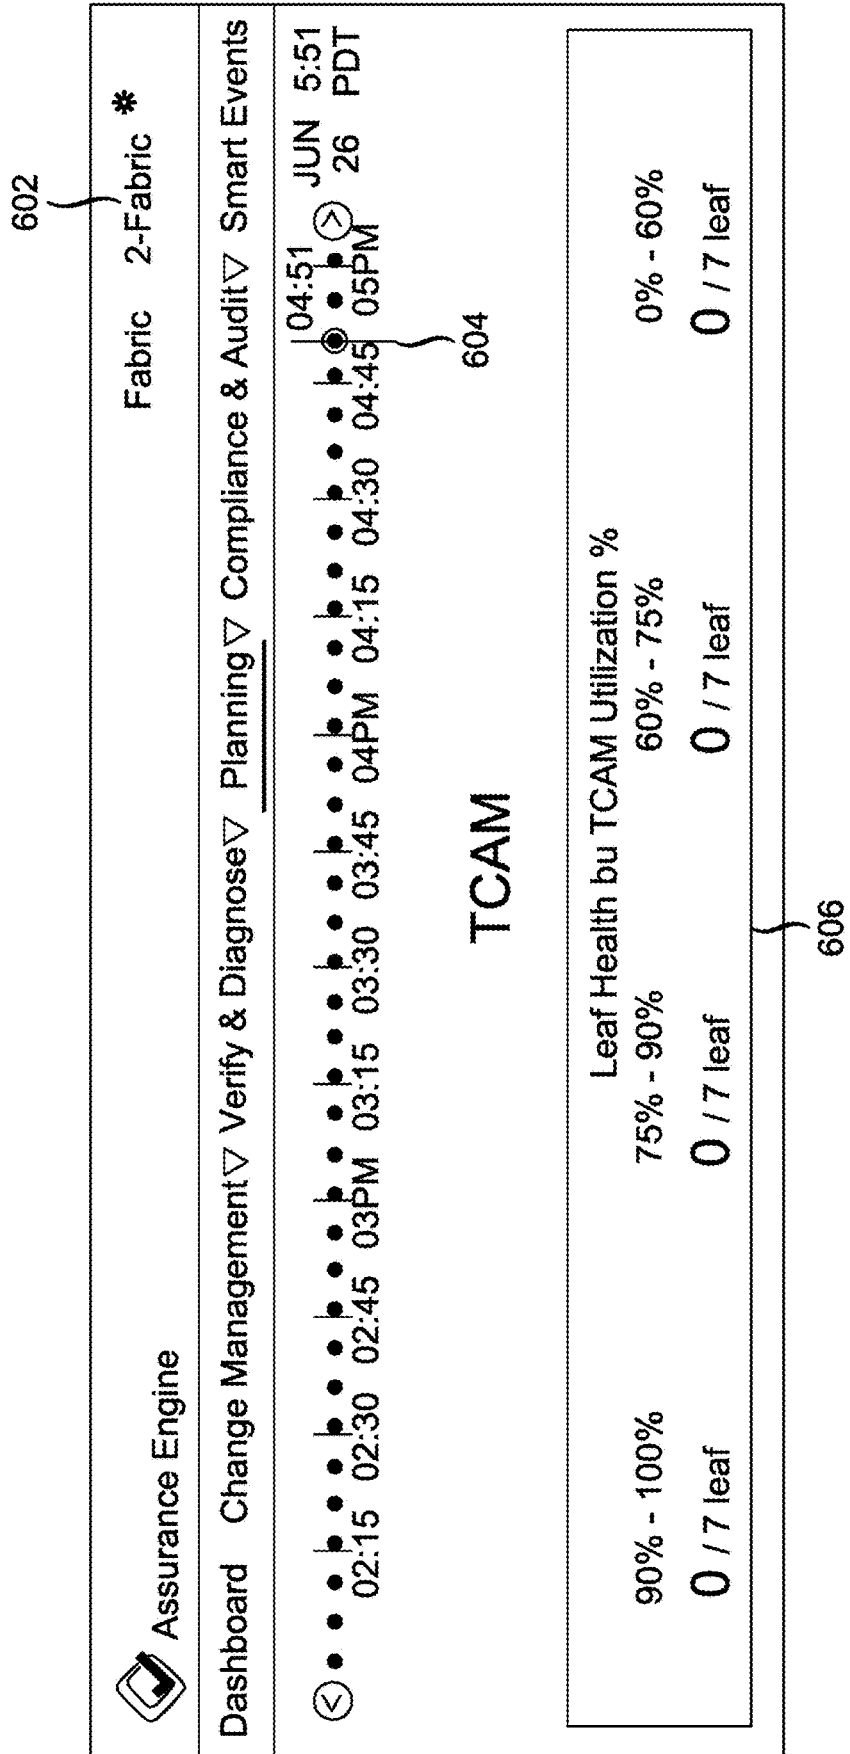 602
Assurance Engine Fabric 2-Fabric *
Dashboard Change Management▽ Verify & Diagnose▽ Planning▽ Compliance & Audit▽ Smart Events
04:51 JUN 5:51
< > 26 PDT
02:15 02:30 02:45 03PM 03:15 03:30 03:45 04PM 04:15 04:30 04:45 05PM
604
TCAM
Leaf Health bu TCAM Utilization %
90% - 100% 75% - 90% 60% - 75% 0% - 60%
0 / 7 leaf 0 / 7 leaf 0 / 7 leaf 0 / 7 leaf
606